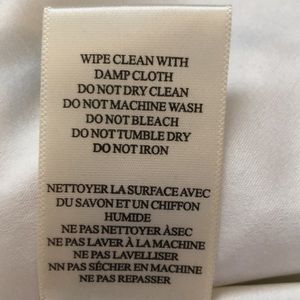 WIPE CLEAN WITH
DAMP CLOTH
DO NOT DRY CLEAN
DO NOT MACHINE WASH
DO NOT BLEACH
DO NOT TUMBLE DRY
DO NOT IRON
NETTOYER LA SURFACE AVEC
DU SAVON ET UN CHIFFON
HUMIDE
NE PAS NETTOYER ÀSEC
NE PAS LAVER À LA MACHINE
NE PAS LAVELLISER
NN PAS SÉCHER EN MACHINE
NE PAS REPASSER